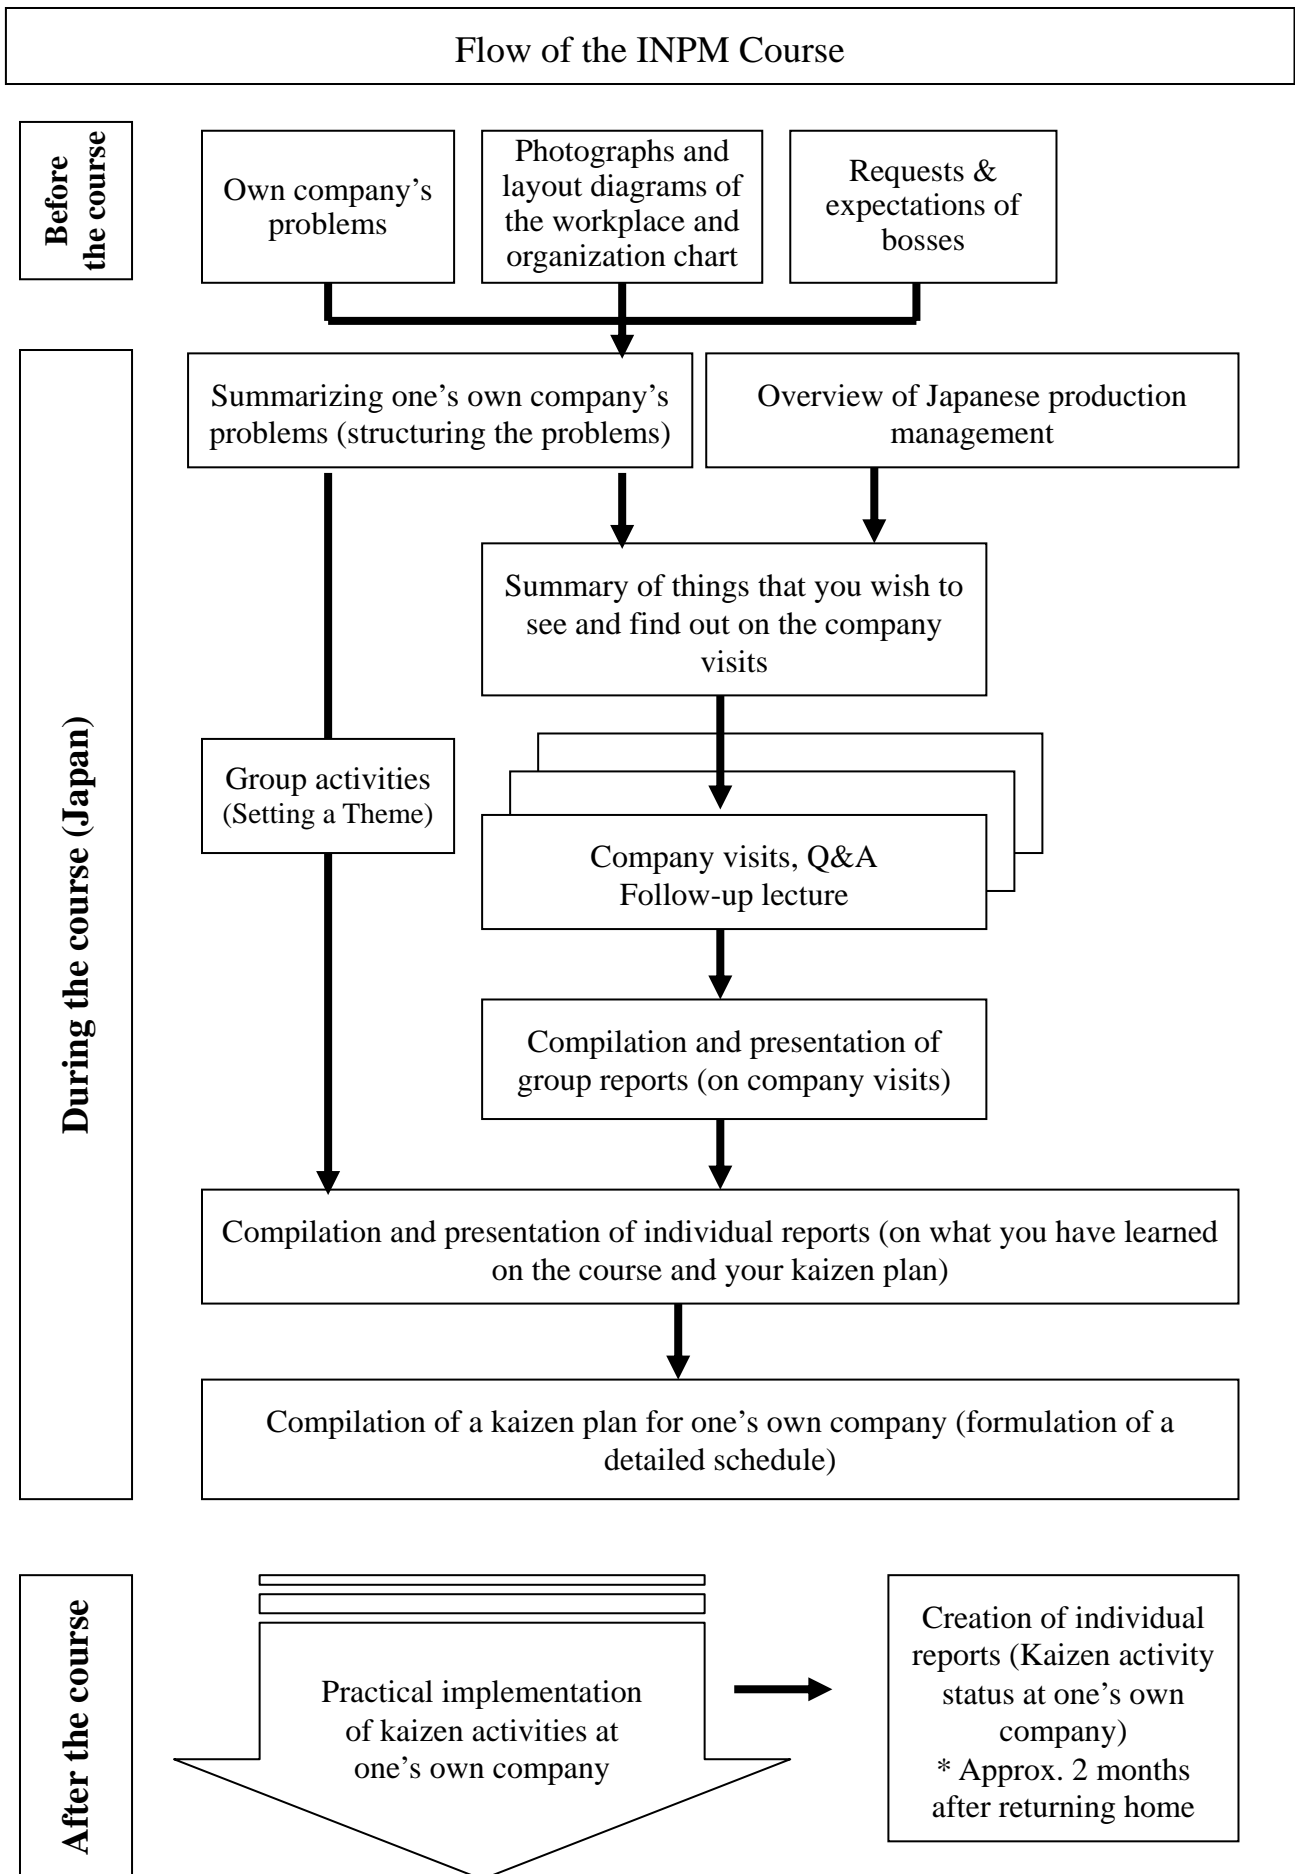 Flow of the INPM Course
Before
the course
Own company’s
problems
Photographs and
layout diagrams of
the workplace and
organization chart
Requests &
expectations of
bosses
During the course (Japan)
Summarizing one’s own company’s
problems (structuring the problems)
Overview of Japanese production
management
Summary of things that you wish to
see and find out on the company
visits
Group activities
(Setting a Theme)
Company visits, Q&A
Follow-up lecture
Compilation and presentation of
group reports (on company visits)
Compilation and presentation of individual reports (on what you have learned
on the course and your kaizen plan)
Compilation of a kaizen plan for one’s own company (formulation of a
detailed schedule)
After the course
Practical implementation
of kaizen activities at
one’s own company
Creation of individual
reports (Kaizen activity
status at one’s own
company)
* Approx. 2 months
after returning home